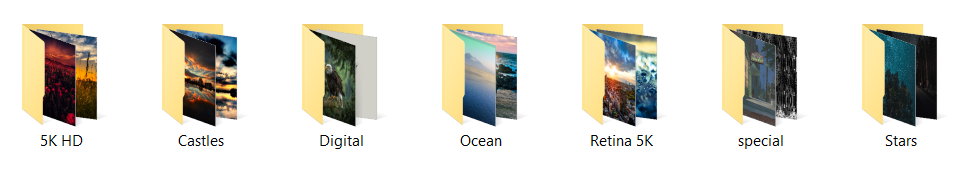 5K HD
Castles
Digital
Ocean
Retina 5K
special
Stars